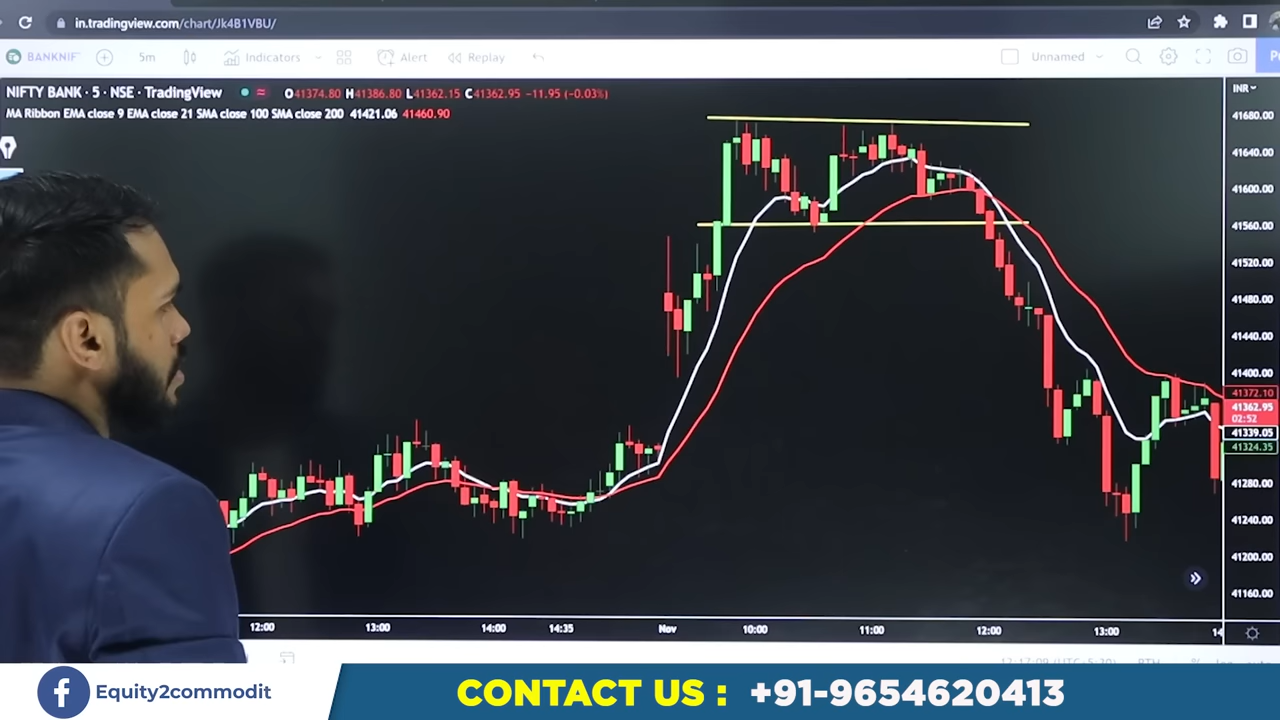 in.tradingview.com/chart/Jk4B1VBU/
BANKNIF
5m
Indicators
Alert
Replay
Unnamed
NIFTY BANK · 5 · NSE · TradingView
O41374.80 H41386.80 L41362.15 C41362.95 −11.95 (−0.03%)
MA Ribbon EMA close 9 EMA close 21 SMA close 100 SMA close 200 41421.06 41460.90
INR
41680.00
41640.00
41600.00
41560.00
41520.00
41480.00
41440.00
41400.00
41372.10
41362.95
02:52
41339.05
41324.35
41280.00
41240.00
41200.00
41160.00
12:00 13:00 14:00 14:35 Nov 10:00 11:00 12:00 13:00 14
Equity2commodit
CONTACT US : +91-9654620413